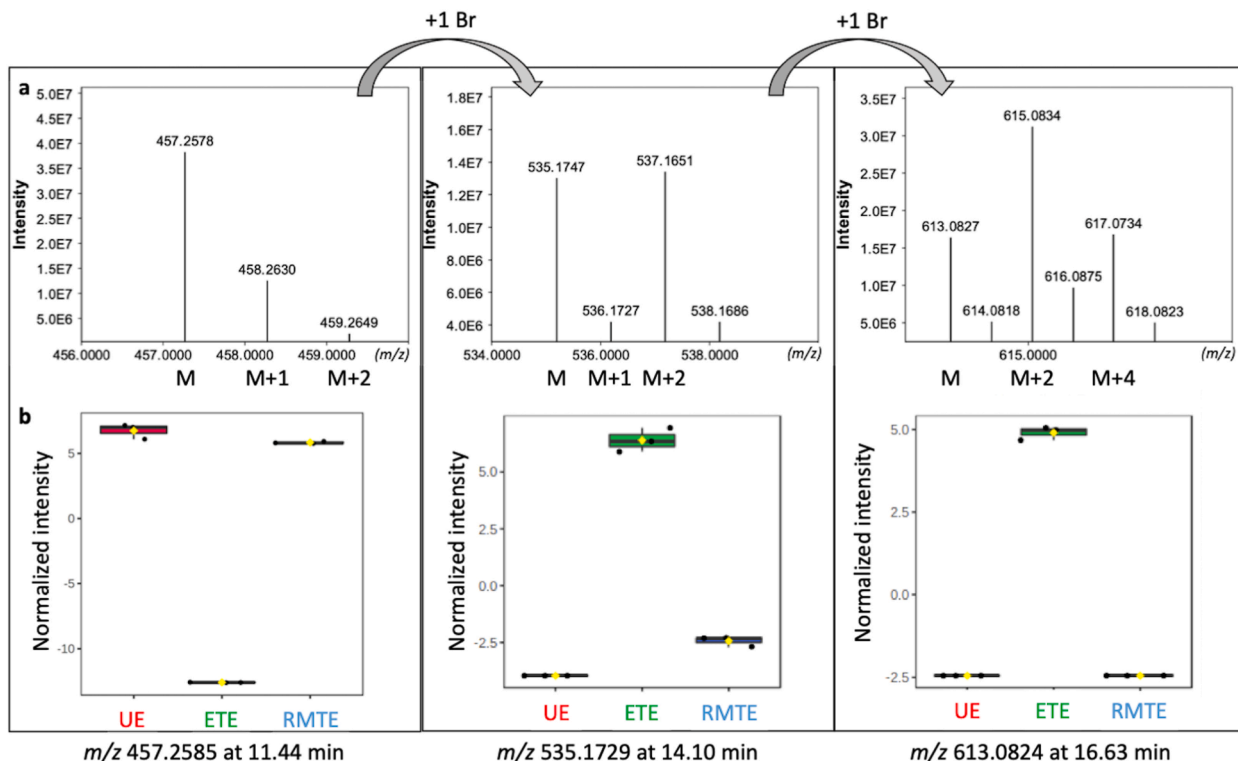 +1 Br
+1 Br
a
5.0E7
4.5E7
4.0E7
3.5E7
3.0E7
2.5E7
2.0E7
1.5E7
1.0E7
5.0E6
Intensity
457.2578
458.2630
459.2649
456.0000 457.0000 458.0000 459.0000 (m/z)
M M+1 M+2
1.8E7
1.6E7
1.4E7
1.2E7
1.0E7
8.0E6
6.0E6
4.0E6
Intensity
535.1747
537.1651
536.1727
538.1686
534.0000 536.0000 538.0000 (m/z)
M M+1 M+2
3.5E7
3.0E7
2.5E7
2.0E7
1.5E7
1.0E7
5.0E6
Intensity
615.0834
613.0827
617.0734
616.0875
614.0818
618.0823
615.0000 (m/z)
M M+2 M+4
b
5
0
-5
-10
Normalized intensity
UE ETE RMTE
m/z 457.2585 at 11.44 min
5.0
2.5
0.0
-2.5
Normalized intensity
UE ETE RMTE
m/z 535.1729 at 14.10 min
5.0
2.5
0.0
-2.5
Normalized intensity
UE ETE RMTE
m/z 613.0824 at 16.63 min